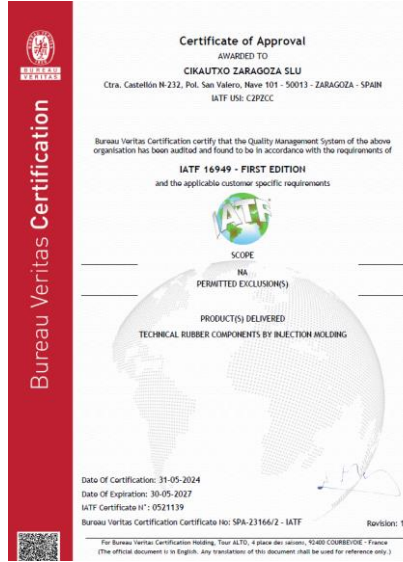 BUREAU
VERITAS
Bureau Veritas Certification
Certificate of Approval
AWARDED TO
CIKAUTXO ZARAGOZA SLU
Ctra. Castellón N-232, Pol. San Valero, Nave 101 - 50013 - ZARAGOZA - SPAIN
IATF USI: C2PZCC
Bureau Veritas Certification certify that the Quality Management System of the above
organisation has been audited and found to be in accordance with the requirements of
IATF 16949 - FIRST EDITION
and the applicable customer specific requirements
IATF
SCOPE
NA
PERMITTED EXCLUSION(S)
PRODUCT(S) DELIVERED
TECHNICAL RUBBER COMPONENTS BY INJECTION MOLDING
Date Of Certification: 31-05-2024
Date Of Expiration: 30-05-2027
IATF Certificate N°: 0521139
Bureau Veritas Certification Certificate No: SPA-23166/2 - IATF
Revision: 1
For Bureau Veritas Certification Holding, Tour ALTO, 4 place des saisons, 92400 COURBEVOIE - France
(The official document is in English. Any translations of this document shall be used for reference only.)